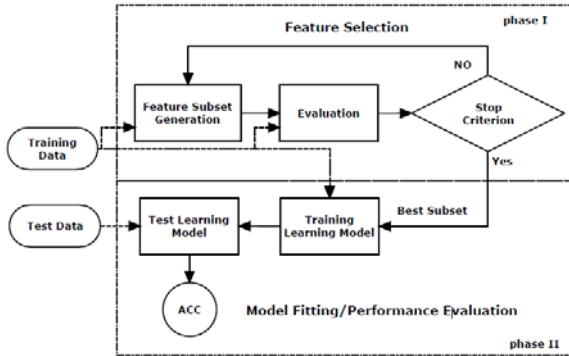 phase I
Feature Selection
NO
Feature Subset
Generation
Evaluation
Stop
Criterion
Training
Data
Yes
Best Subset
Test Data
Test Learning
Model
Training
Learning Model
ACC
Model Fitting/Performance Evaluation
phase II